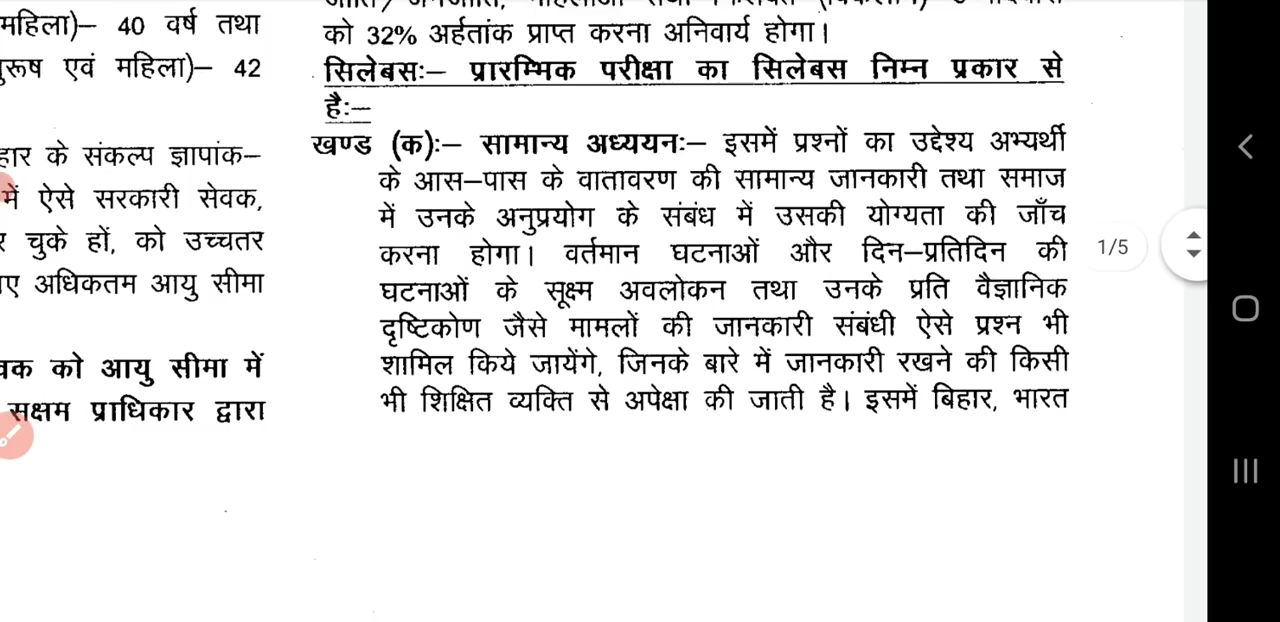 महिला)– 40 वर्ष तथा
एवं महिला)– 42
के संकल्प ज्ञापांक–
में ऐसे सरकारी सेवक,
चुके हों, को उच्चतर
अधिकतम आयु सीमा
को आयु सीमा में
सक्षम प्राधिकार द्वारा
को 32% अर्हतांक प्राप्त करना अनिवार्य होगा।
सिलेबसः– प्रारम्भिक परीक्षा का सिलेबस निम्न प्रकार से
हैः–
खण्ड (क)ः– सामान्य अध्ययनः– इसमें प्रश्नों का उद्देश्य अभ्यर्थी
के आस–पास के वातावरण की सामान्य जानकारी तथा समाज
में उनके अनुप्रयोग के संबंध में उसकी योग्यता की जाँच
करना होगा। वर्तमान घटनाओं और दिन–प्रतिदिन की
घटनाओं के सूक्ष्म अवलोकन तथा उनके प्रति वैज्ञानिक
दृष्टिकोण जैसे मामलों की जानकारी संबंधी ऐसे प्रश्न भी
शामिल किये जायेंगे, जिनके बारे में जानकारी रखने की किसी
भी शिक्षित व्यक्ति से अपेक्षा की जाती है। इसमें बिहार, भारत
1/5